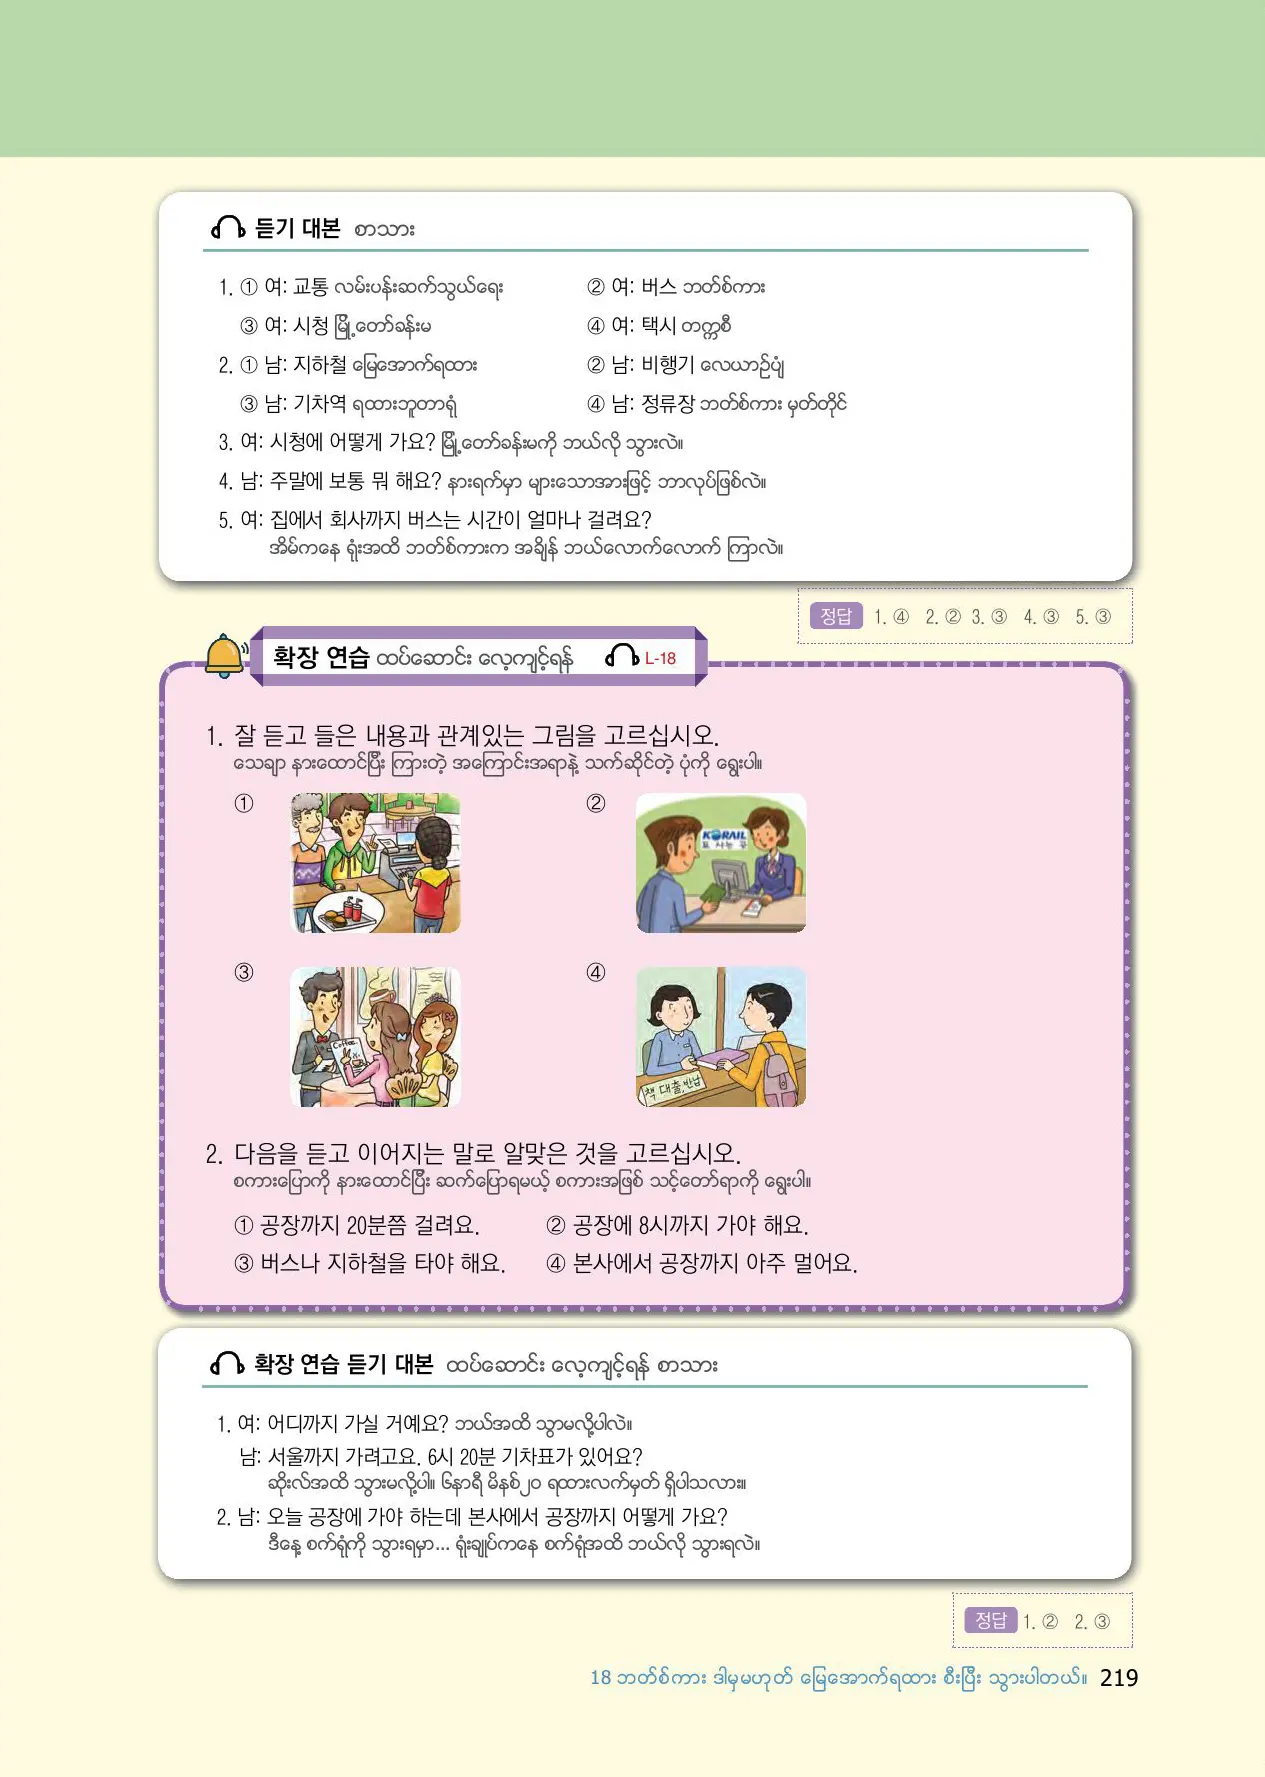 듣기 대본 စာသား
1. ① 여: 교통 လမ်းပန်းဆက်သွယ်ရေး ② 여: 버스 ဘတ်စ်ကား
③ 여: 시청 မြို့တော်ခန်းမ ④ 여: 택시 တက္ကစီ
2. ① 남: 지하철 မြေအောက်ရထား ② 남: 비행기 လေယာဉ်ပျံ
③ 남: 기차역 ရထားဘူတာရုံ ④ 남: 정류장 ဘတ်စ်ကား မှတ်တိုင်
3. 여: 시청에 어떻게 가요? မြို့တော်ခန်းမကို ဘယ်လို သွားလဲ။
4. 남: 주말에 보통 뭐 해요? နားရက်မှာ များသောအားဖြင့် ဘာလုပ်ဖြစ်လဲ။
5. 여: 집에서 회사까지 버스는 시간이 얼마나 걸려요?
အိမ်ကနေ ရုံးအထိ ဘတ်စ်ကားက အချိန် ဘယ်လောက်လောက် ကြာလဲ။
정답 1. ④ 2. ② 3. ③ 4. ③ 5. ③
확장 연습 ထပ်ဆောင်း လေ့ကျင့်ရန် L-18
1. 잘 듣고 들은 내용과 관계있는 그림을 고르십시오.
သေချာ နားထောင်ပြီး ကြားတဲ့ အကြောင်းအရာနဲ့ သက်ဆိုင်တဲ့ ပုံကို ရွေးပါ။
① ②
KORAIL
표 사는 곳
③ ④
Coffee
책 대출, 반납
2. 다음을 듣고 이어지는 말로 알맞은 것을 고르십시오.
စကားပြောကို နားထောင်ပြီး ဆက်ပြောရမယ့် စကားအဖြစ် သင့်တော်ရာကို ရွေးပါ။
① 공장까지 20분쯤 걸려요. ② 공장에 8시까지 가야 해요.
③ 버스나 지하철을 타야 해요. ④ 본사에서 공장까지 아주 멀어요.
확장 연습 듣기 대본 ထပ်ဆောင်း လေ့ကျင့်ရန် စာသား
1. 여: 어디까지 가실 거예요? ဘယ်အထိ သွာမလို့ပါလဲ။
남: 서울까지 가려고요. 6시 20분 기차표가 있어요?
ဆိုးလ်အထိ သွားမလို့ပါ။ ၆နာရီ မိနစ်၂၀ ရထားလက်မှတ် ရှိပါသလား။
2. 남: 오늘 공장에 가야 하는데 본사에서 공장까지 어떻게 가요?
ဒီနေ့ စက်ရုံကို သွားရမှာ... ရုံးချုပ်ကနေ စက်ရုံအထိ ဘယ်လို သွားရလဲ။
정답 1. ② 2. ③
18 ဘတ်စ်ကား ဒါမှမဟုတ် မြေအောက်ရထား စီးပြီး သွားပါတယ်။ 219